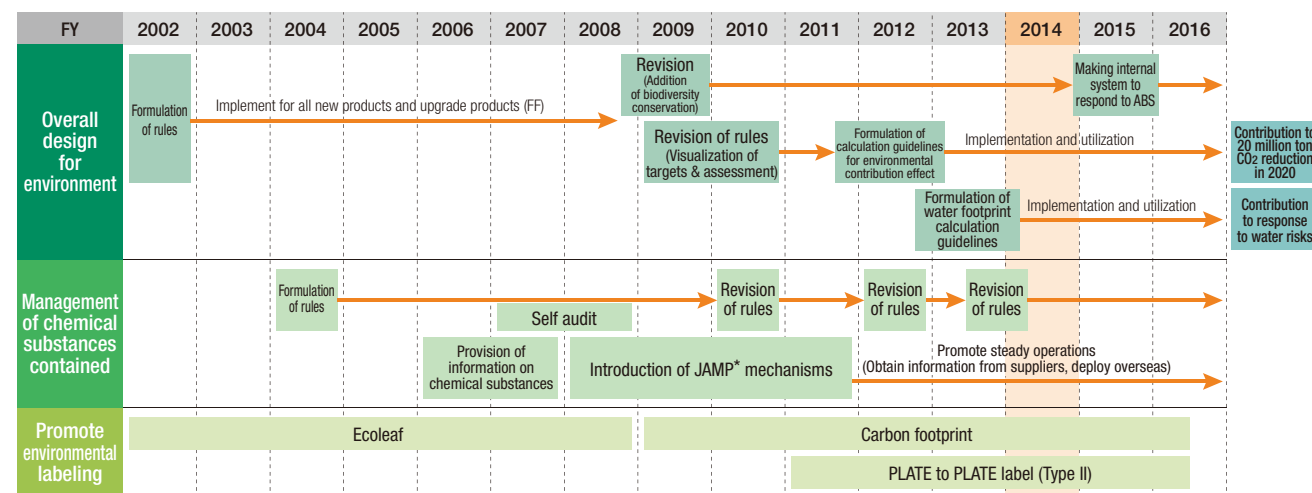 FY 2002 2003 2004 2005 2006 2007 2008 2009 2010 2011 2012 2013 2014 2015 2016
Overall
design
for
environment
Formulation
of rules
Implement for all new products and upgrade products (FF)
Revision
(Addition
of biodiversity
conservation)
Making internal
system to
respond to ABS
Revision of rules
(Visualization of
targets & assessment)
Formulation of
calculation guidelines
for environmental
contribution effect
Implementation and utilization
Contribution to
20 million ton
CO2 reduction
in 2020
Formulation of
water footprint
calculation
guidelines
Implementation and utilization
Contribution
to response
to water risks
Management
of chemical
substances
contained
Formulation
of rules
Revision
of rules
Revision
of rules
Revision
of rules
Self audit
Provision of
information on
chemical substances
Introduction of JAMP* mechanisms
Promote steady operations
(Obtain information from suppliers, deploy overseas)
Promote
environmental
labeling
Ecoleaf
Carbon footprint
PLATE to PLATE label (Type II)